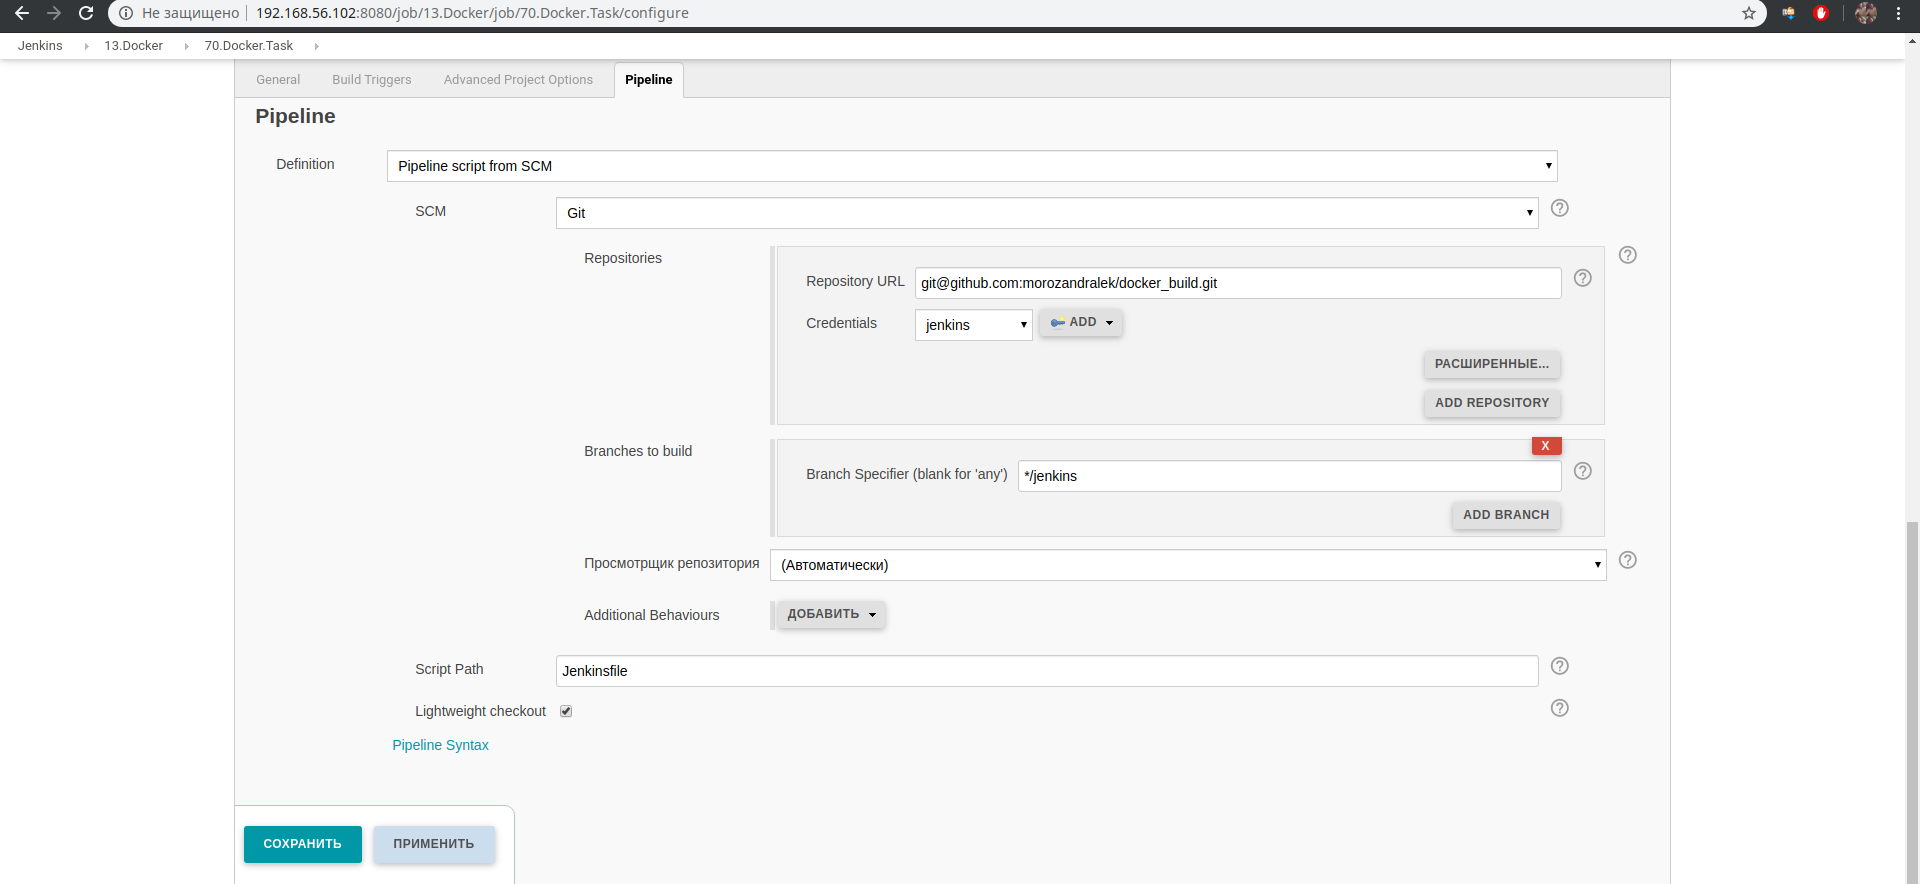 Не защищено 192.168.56.102:8080/job/13.Docker/job/70.Docker.Task/configure
Jenkins 13.Docker 70.Docker.Task
General Build Triggers Advanced Project Options Pipeline
Pipeline
Definition Pipeline script from SCM
SCM Git
Repositories
Repository URL git@github.com:morozandralek/docker_build.git
Credentials jenkins ADD
РАСШИРЕННЫЕ...
ADD REPOSITORY
Branches to build X
Branch Specifier (blank for 'any') */jenkins
ADD BRANCH
Просмотрщик репозитория (Автоматически)
Additional Behaviours ДОБАВИТЬ
Script Path Jenkinsfile
Lightweight checkout
Pipeline Syntax
СОХРАНИТЬ ПРИМЕНИТЬ